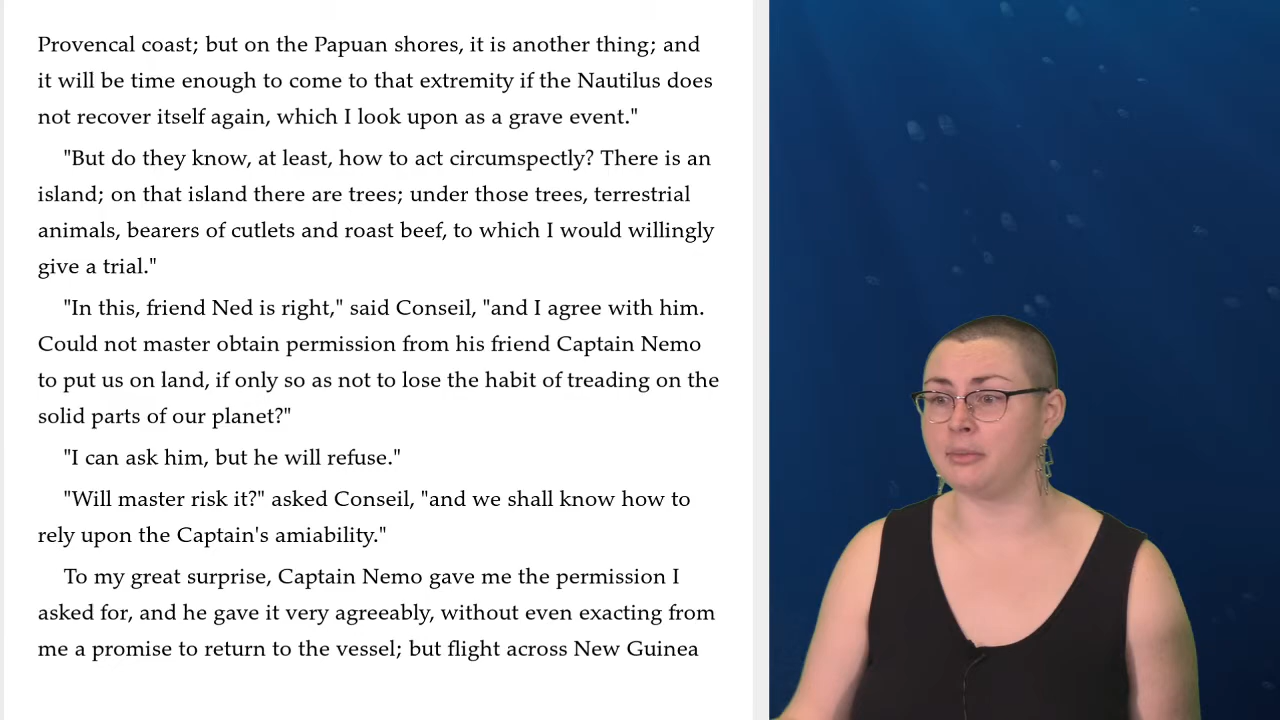 Provencal coast; but on the Papuan shores, it is another thing; and
it will be time enough to come to that extremity if the Nautilus does
not recover itself again, which I look upon as a grave event."
"But do they know, at least, how to act circumspectly? There is an
island; on that island there are trees; under those trees, terrestrial
animals, bearers of cutlets and roast beef, to which I would willingly
give a trial."
"In this, friend Ned is right," said Conseil, "and I agree with him.
Could not master obtain permission from his friend Captain Nemo
to put us on land, if only so as not to lose the habit of treading on the
solid parts of our planet?"
"I can ask him, but he will refuse."
"Will master risk it?" asked Conseil, "and we shall know how to
rely upon the Captain's amiability."
To my great surprise, Captain Nemo gave me the permission I
asked for, and he gave it very agreeably, without even exacting from
me a promise to return to the vessel; but flight across New Guinea